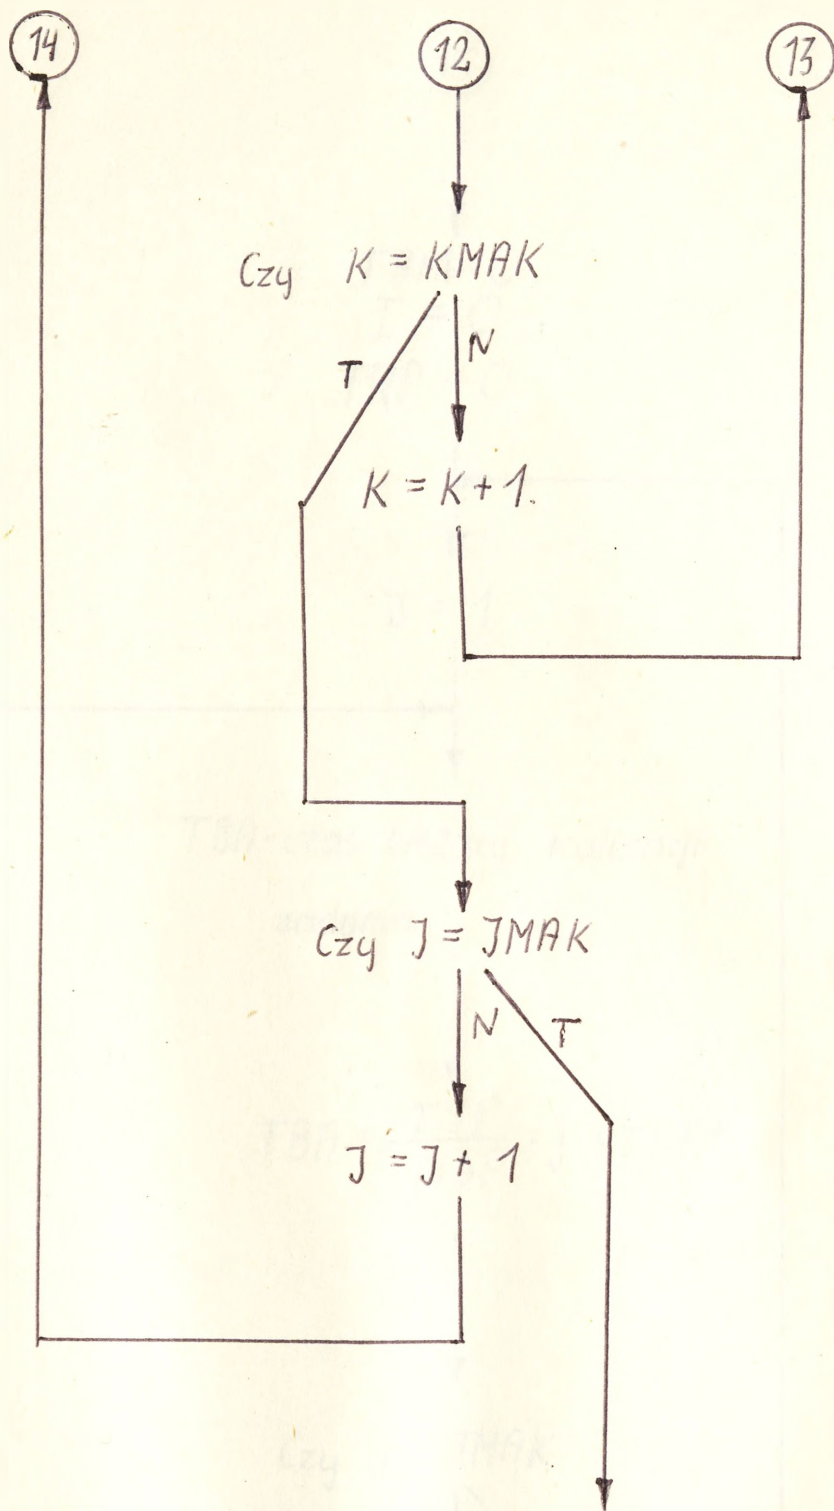 14 12 13
Czy K = KMAK
T N
K = K + 1.
Czy J = JMAK
N T
J = J + 1